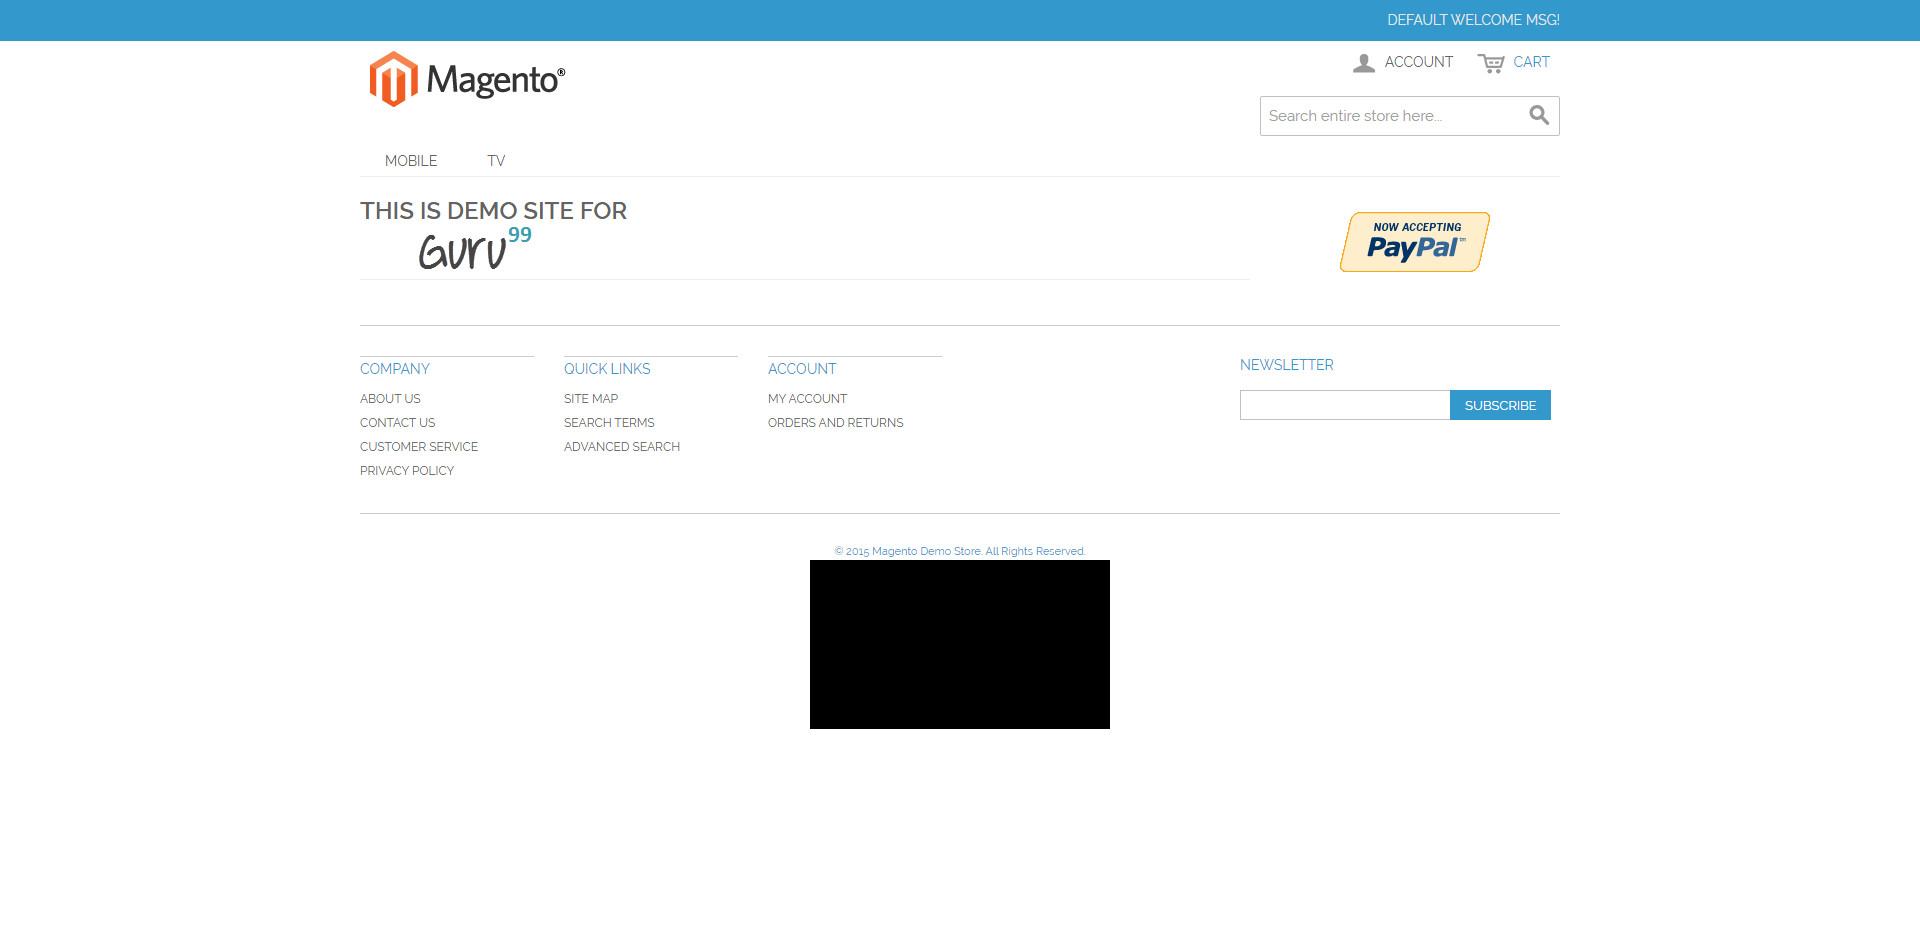 DEFAULT WELCOME MSG!
Magento®
ACCOUNT
CART
Search entire store here...
MOBILE
TV
THIS IS DEMO SITE FOR
Guru99
NOW ACCEPTING
PayPal™
COMPANY
ABOUT US
CONTACT US
CUSTOMER SERVICE
PRIVACY POLICY
QUICK LINKS
SITE MAP
SEARCH TERMS
ADVANCED SEARCH
ACCOUNT
MY ACCOUNT
ORDERS AND RETURNS
NEWSLETTER
SUBSCRIBE
© 2015 Magento Demo Store. All Rights Reserved.